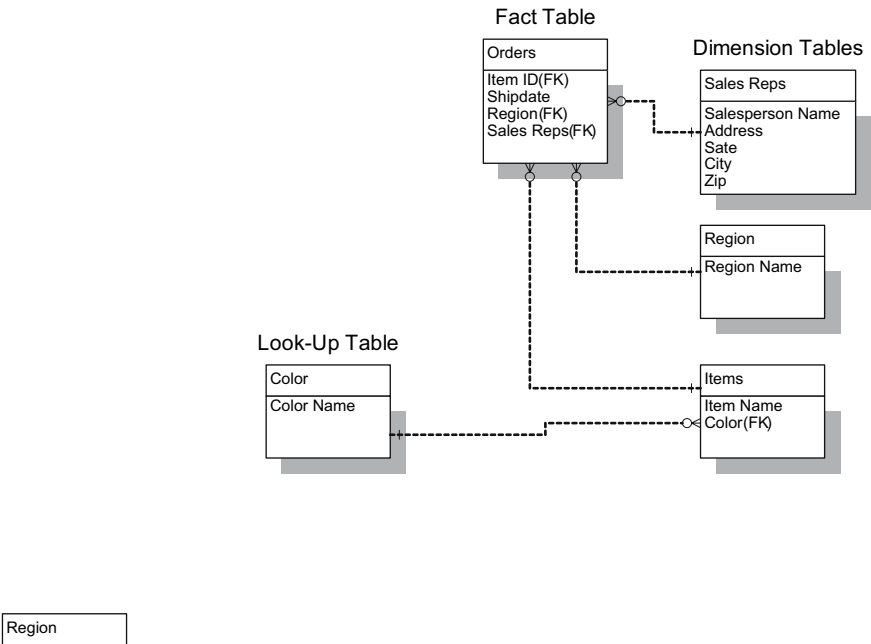 Fact Table
Orders
Item ID(FK)
Shipdate
Region(FK)
Sales Reps(FK)
Dimension Tables
Sales Reps
Salesperson Name
Address
Sate
City
Zip
Region
Region Name
Look-Up Table
Color
Color Name
Items
Item Name
Color(FK)
Region